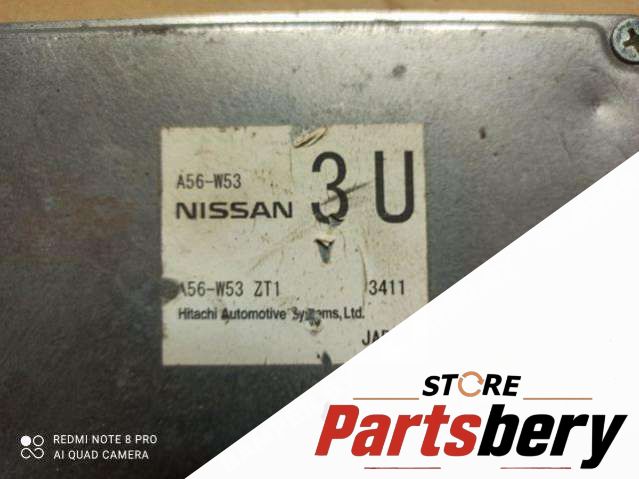 A56-W53
NISSAN
3 U
A56-W53 ZT1 3411
Hitachi Automotive Systems, Ltd.
STORE
Partsbery
REDMI NOTE 8 PRO
AI QUAD CAMERA